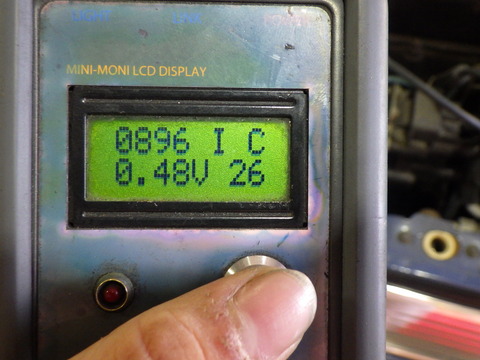 MINI-MONI LCD DISPLAY
0896 I C
0.48V 26